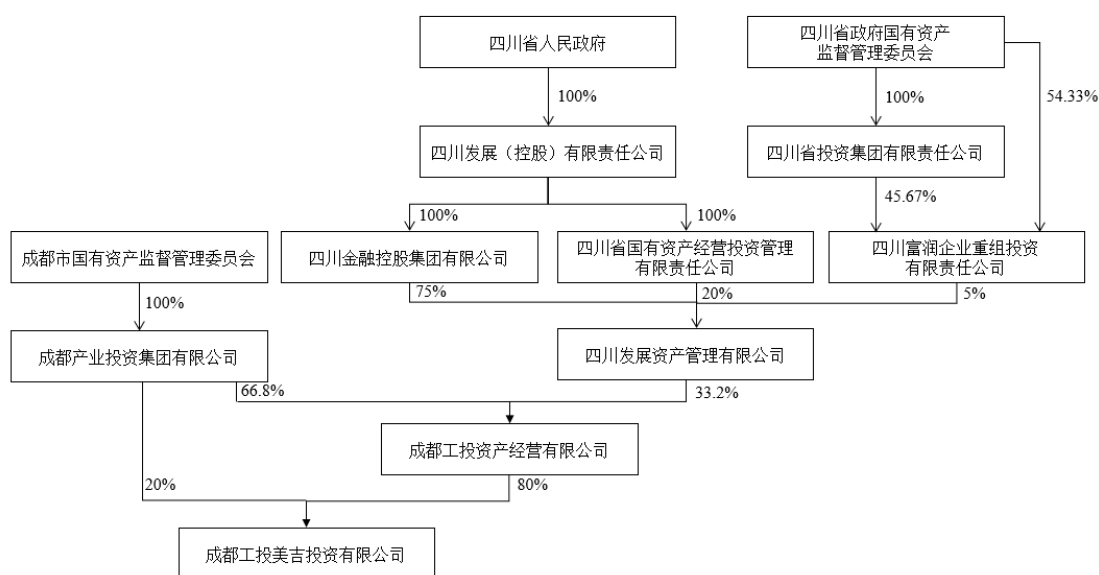 四川省人民政府
四川省政府国有资产
监督管理委员会
100%
100%
54.33%
四川发展（控股）有限责任公司
四川省投资集团有限责任公司
100%
100%
45.67%
成都市国有资产监督管理委员会
四川金融控股集团有限公司
四川省国有资产经营投资管理
有限责任公司
四川富润企业重组投资
有限责任公司
75%
20%
5%
100%
成都产业投资集团有限公司
四川发展资产管理有限公司
66.8%
33.2%
成都工投资产经营有限公司
20%
80%
成都工投美吉投资有限公司